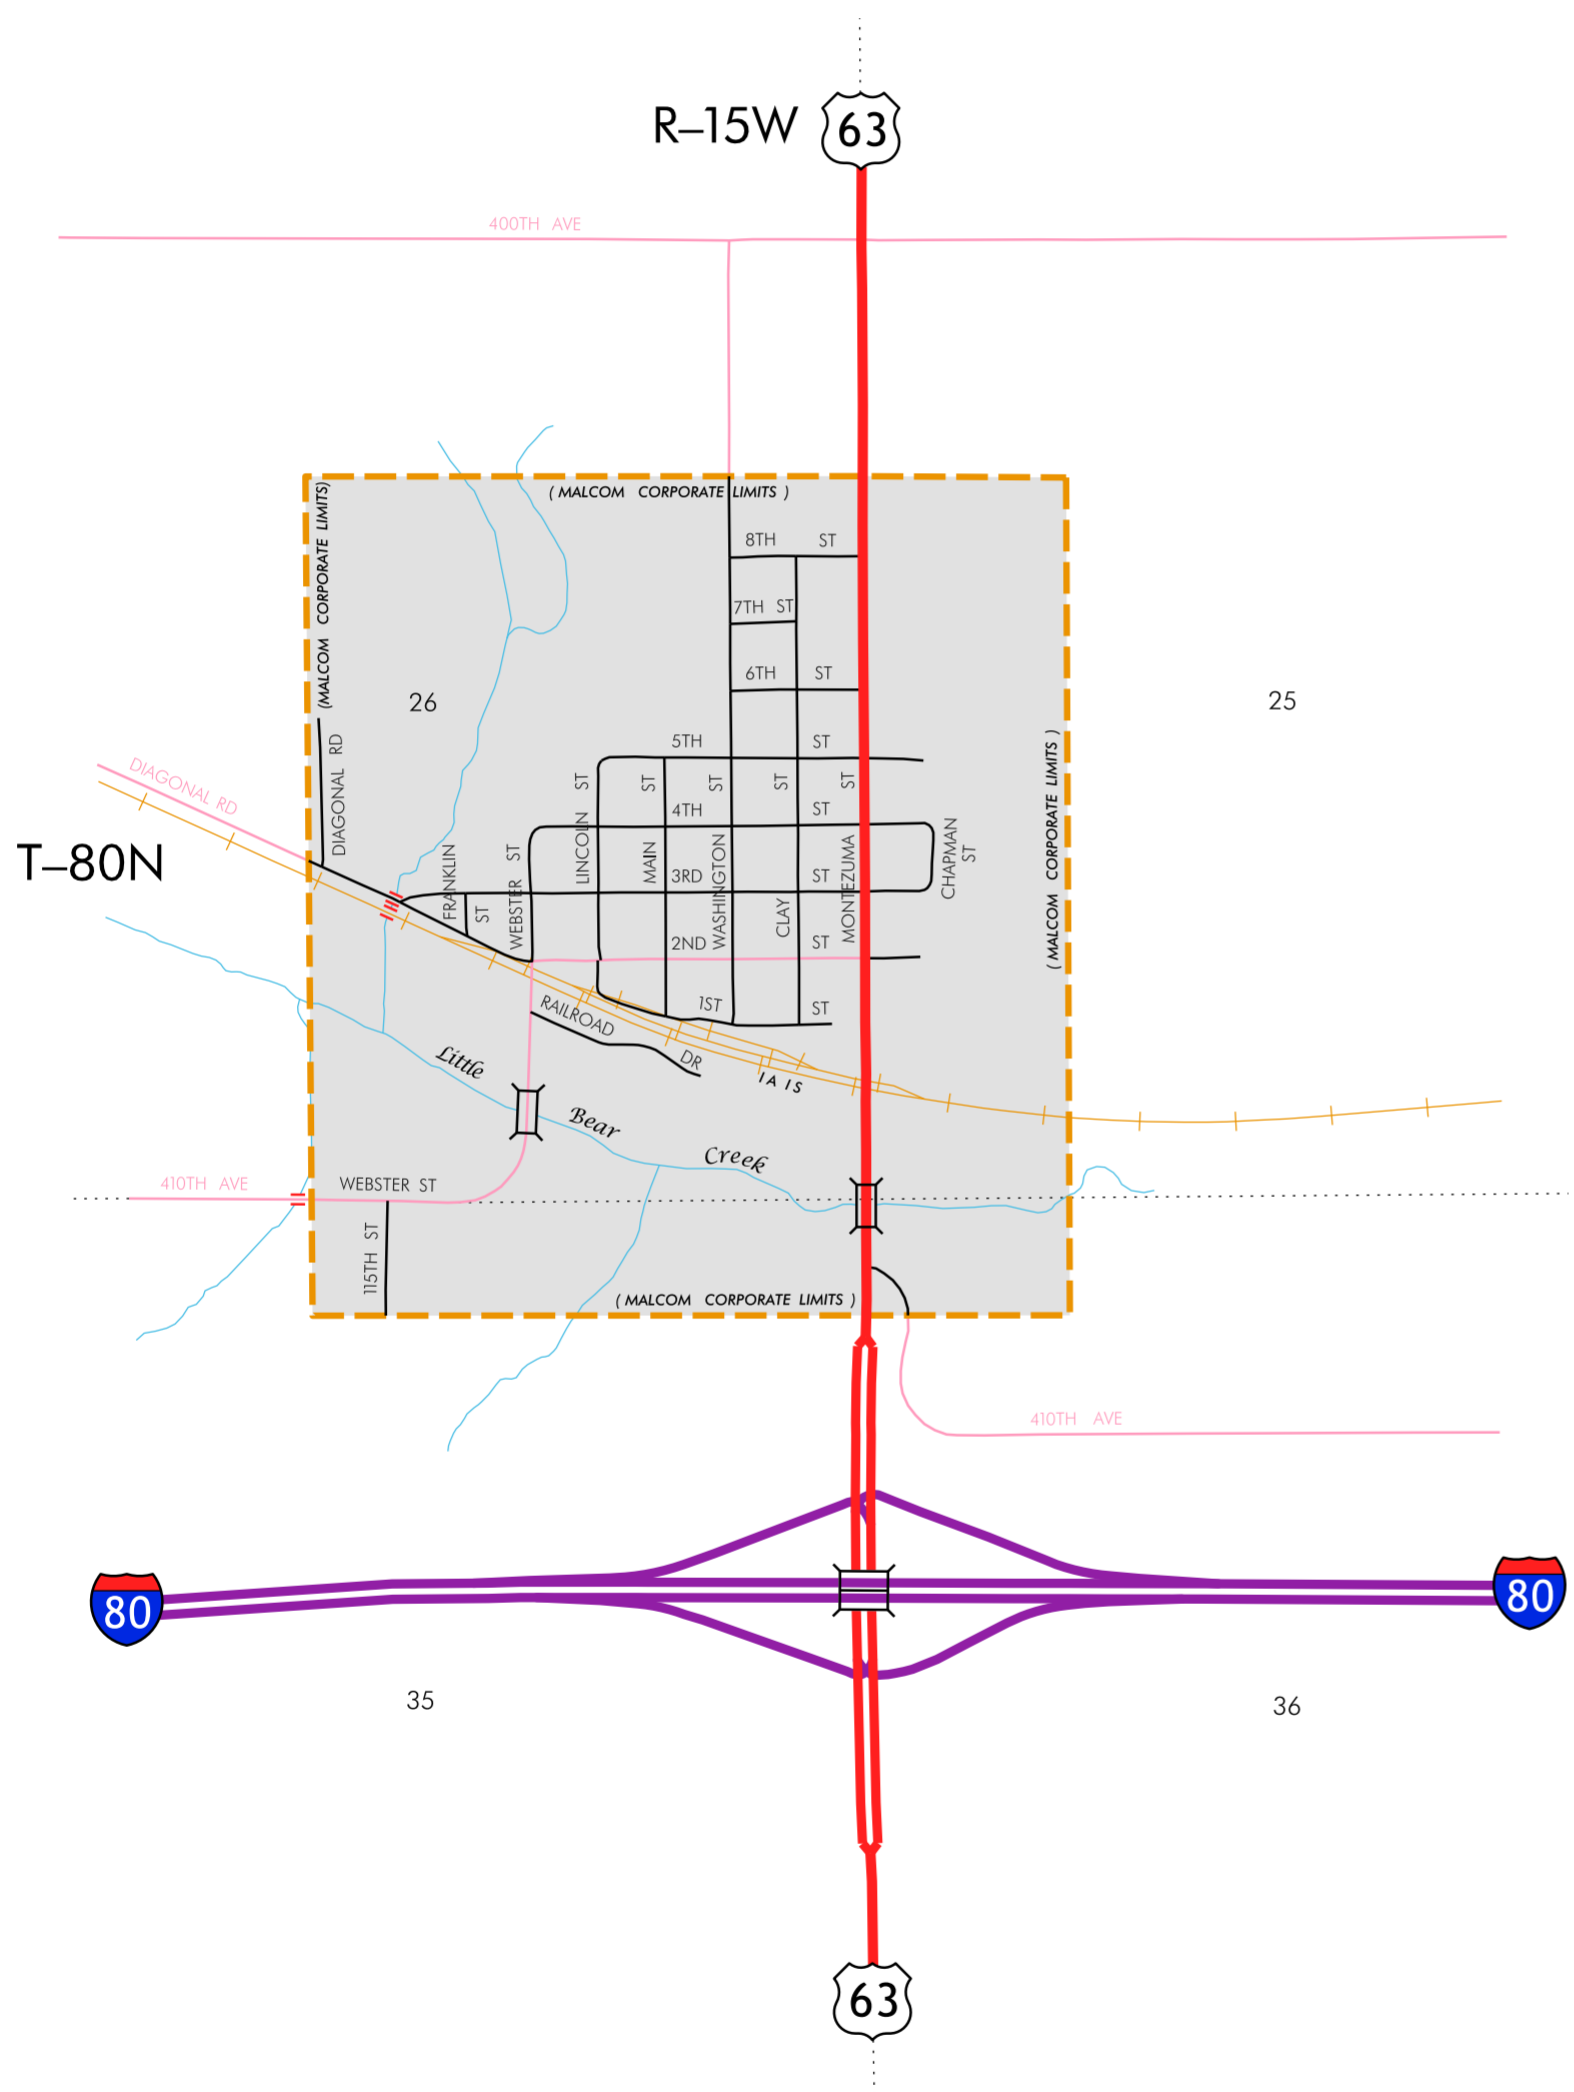 R–15W 63
400TH AVE
( MALCOM CORPORATE LIMITS )
(MALCOM CORPORATE LIMITS)
8TH ST
7TH ST
6TH ST
26
25
5TH ST
DIAGONAL RD
DIAGONAL RD
LINCOLN ST
MAIN ST
WASHINGTON ST
CLAY ST
MONTEZUMA ST
( MALCOM CORPORATE LIMITS )
4TH ST
T–80N
FRANKLIN ST
WEBSTER ST
CHAPMAN
ST
3RD ST
2ND ST
1ST ST
RAILROAD DR
IAIS
Little Bear Creek
410TH AVE
WEBSTER ST
115TH ST
( MALCOM CORPORATE LIMITS )
410TH AVE
80
80
35
36
63